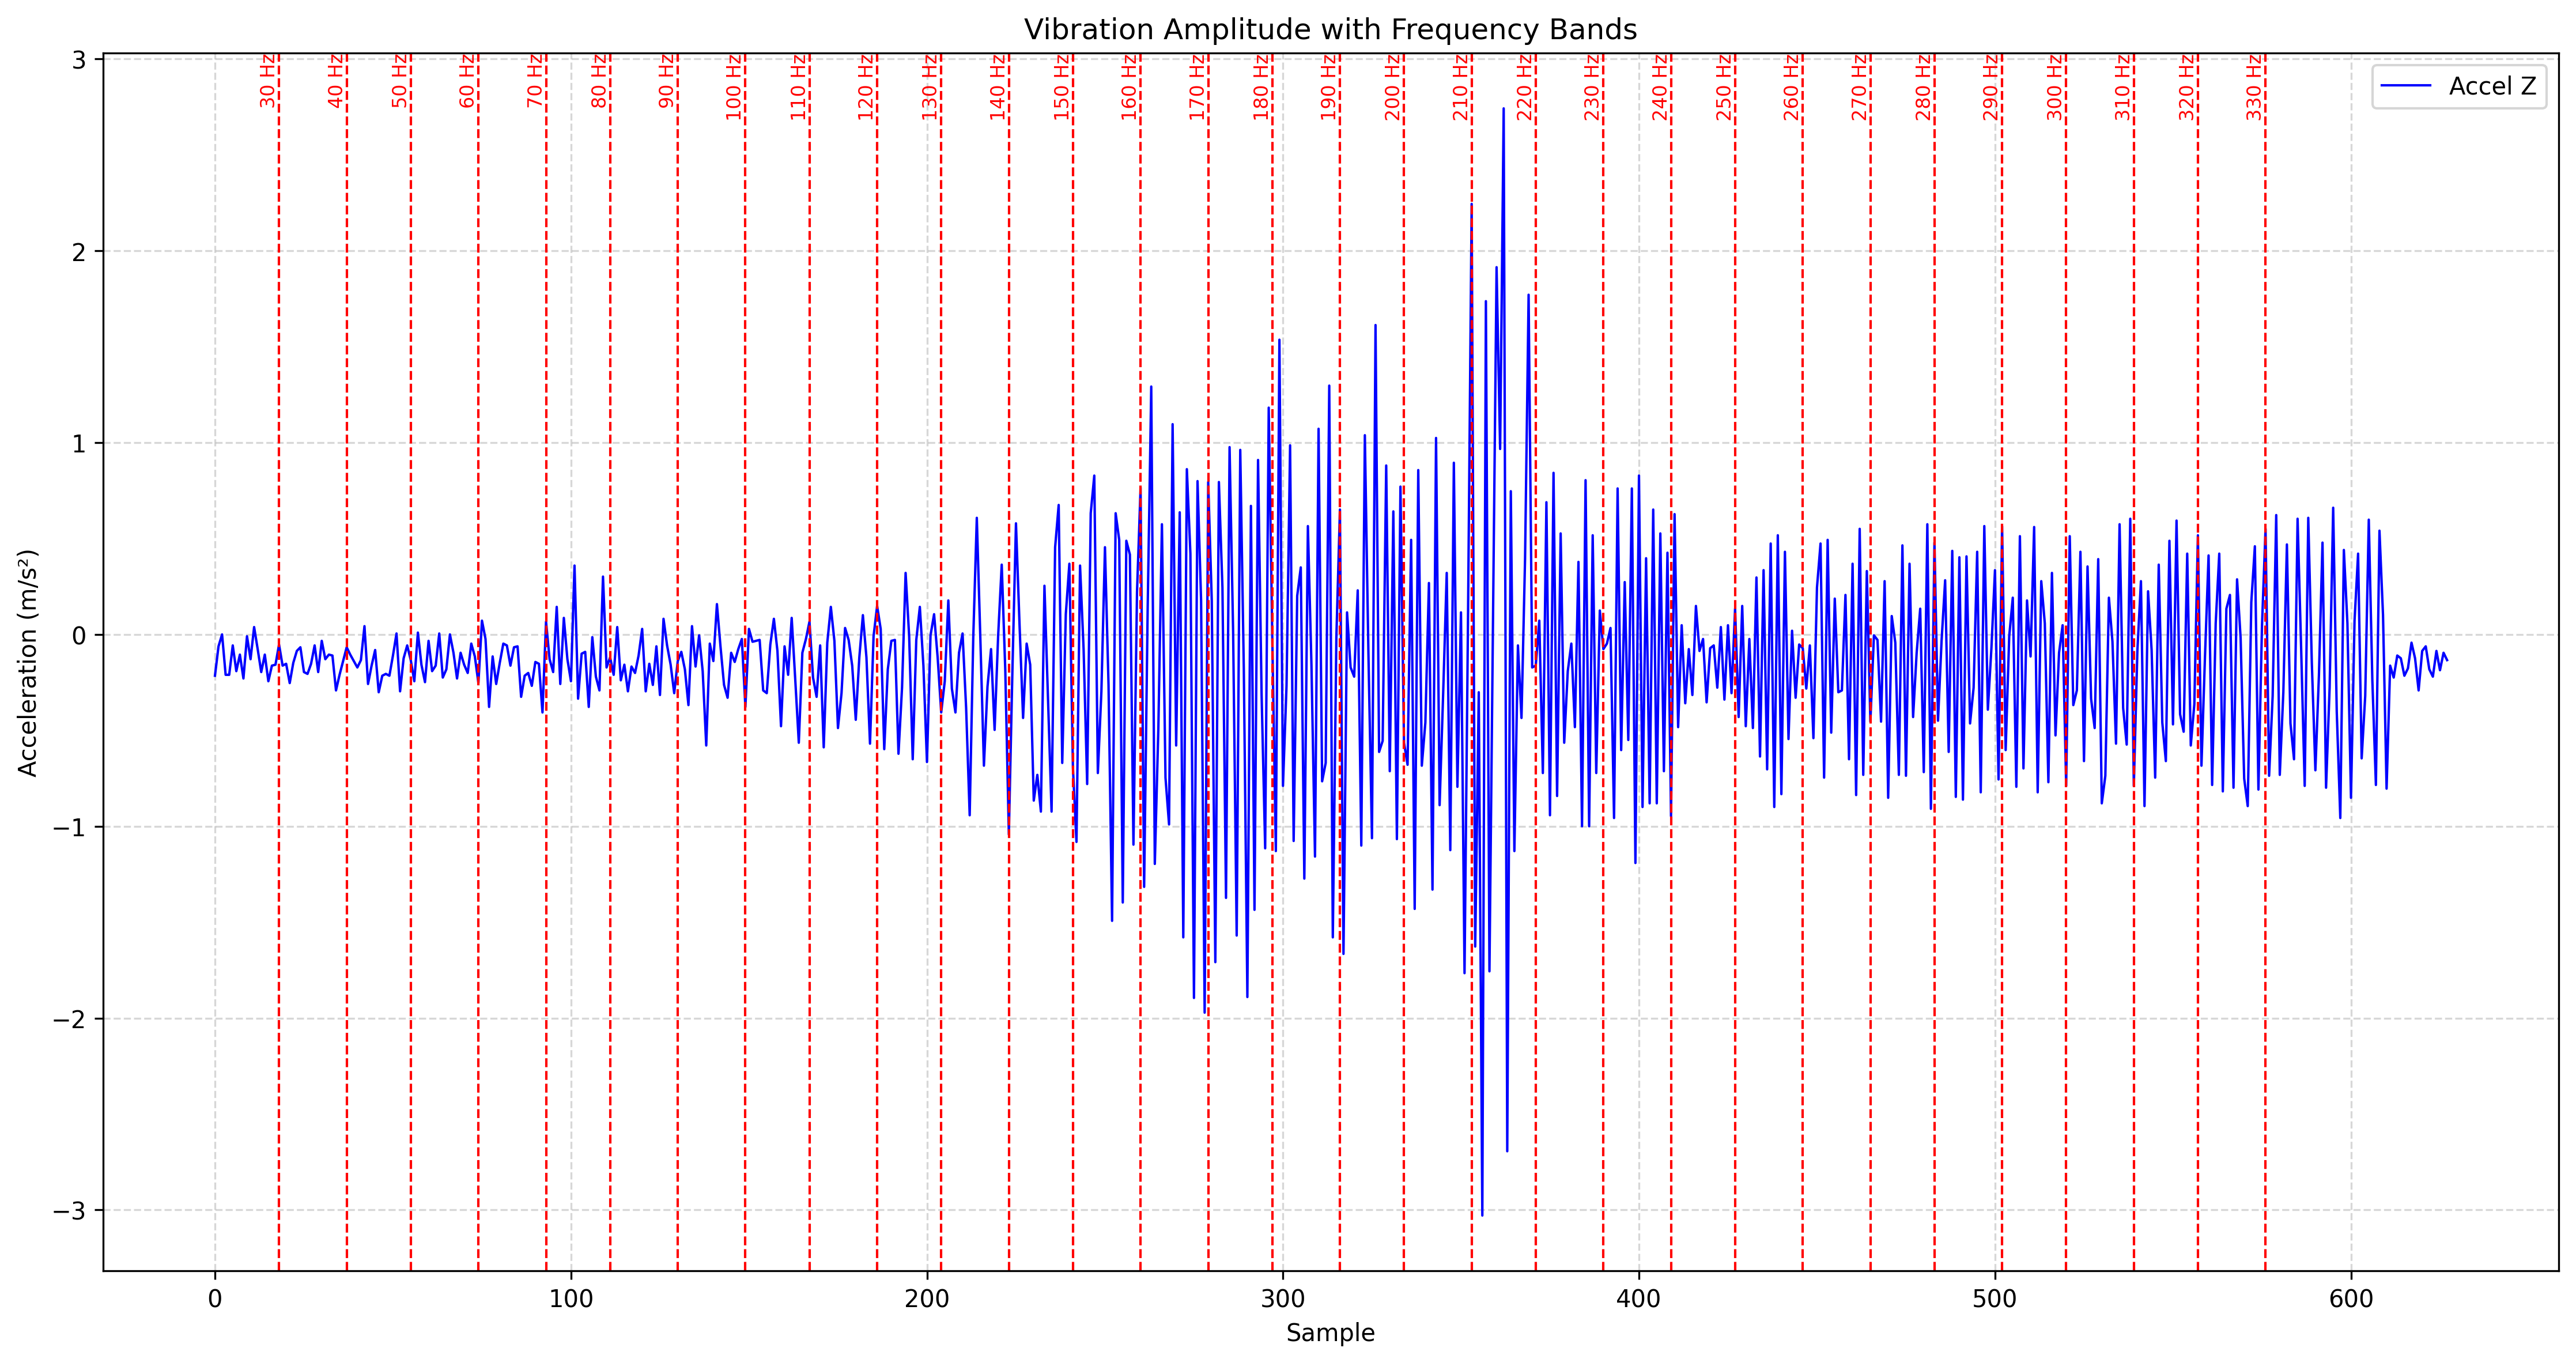 Vibration Amplitude with Frequency Bands
Accel Z
30 Hz
40 Hz
50 Hz
60 Hz
70 Hz
80 Hz
90 Hz
100 Hz
110 Hz
120 Hz
130 Hz
140 Hz
150 Hz
160 Hz
170 Hz
180 Hz
190 Hz
200 Hz
210 Hz
220 Hz
230 Hz
240 Hz
250 Hz
260 Hz
270 Hz
280 Hz
290 Hz
300 Hz
310 Hz
320 Hz
330 Hz
Acceleration (m/s²)
3
2
1
0
−1
−2
−3
0
100
200
300
400
500
600
Sample